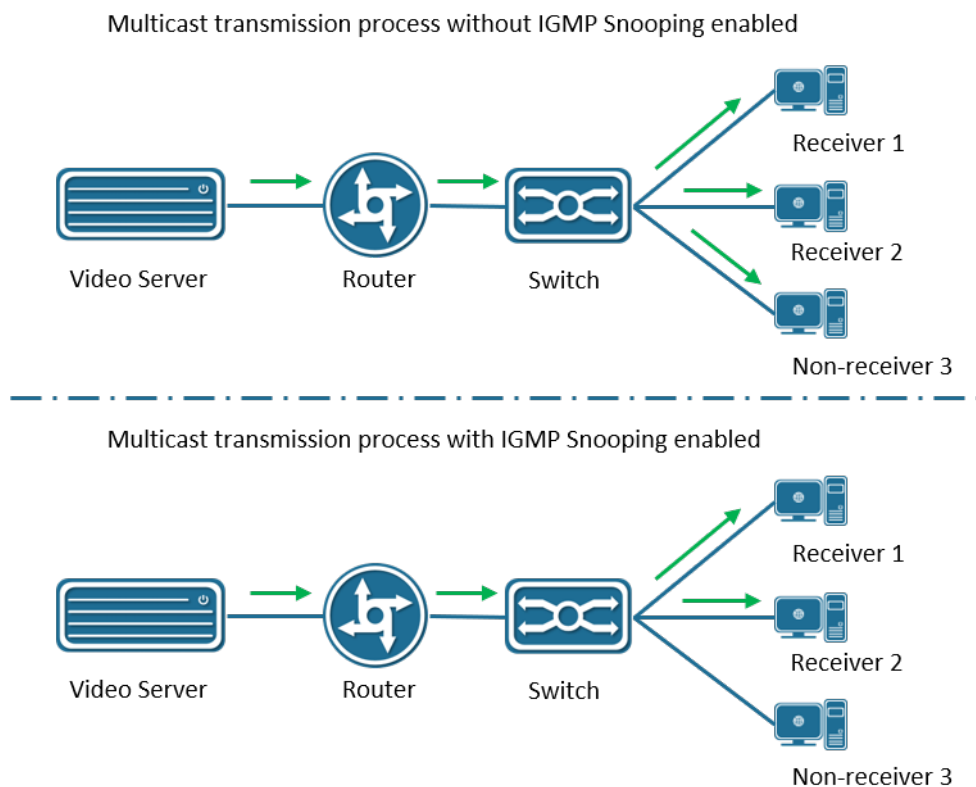 Multicast transmission process without IGMP Snooping enabled
Receiver 1
Receiver 2
Video Server
Router
Switch
Non-receiver 3
Multicast transmission process with IGMP Snooping enabled
Receiver 1
Receiver 2
Video Server
Router
Switch
Non-receiver 3